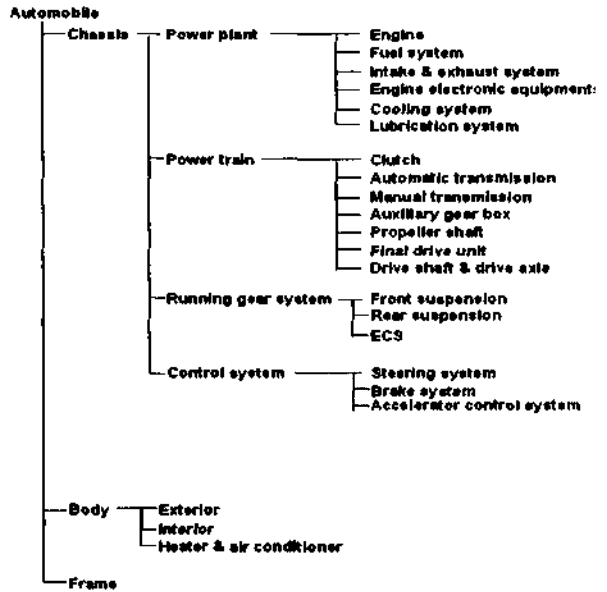 Automobile
Chassis Power plant Engine
Fuel system
Intake & exhaust system
Engine electronic equipments
Cooling system
Lubrication system
Power train Clutch
Automatic transmission
Manual transmission
Auxiliary gear box
Propeller shaft
Final drive unit
Drive shaft & drive axle
Running gear system Front suspension
Rear suspension
ECS
Control system Steering system
Brake system
Accelerator control system
Body Exterior
Interior
Heater & air conditioner
Frame